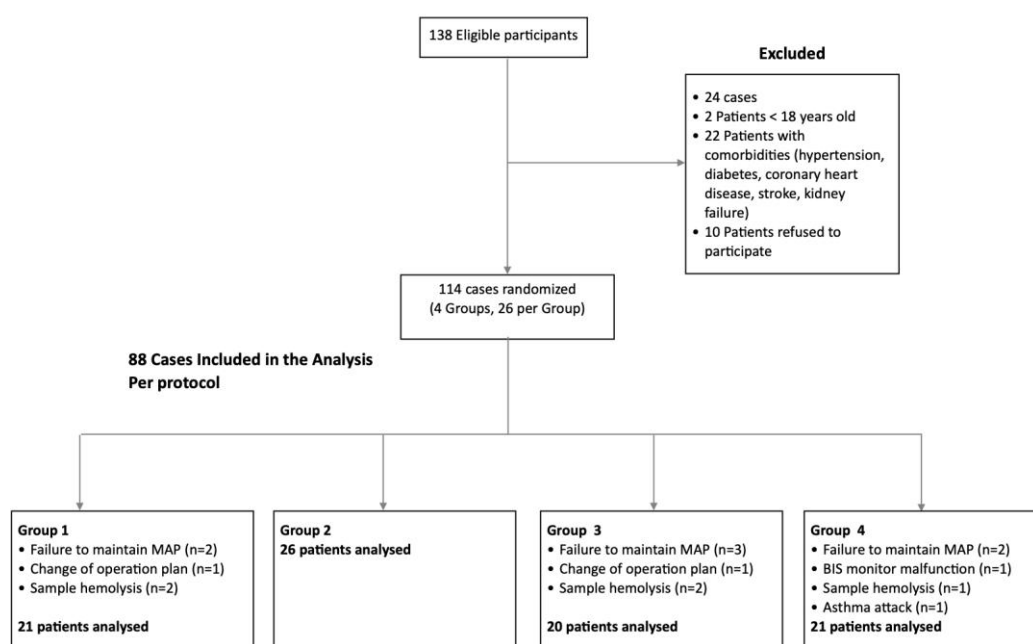 138 Eligible participants
Excluded
• 24 cases
• 2 Patients < 18 years old
• 22 Patients with
comorbidities (hypertension,
diabetes, coronary heart
disease, stroke, kidney
failure)
• 10 Patients refused to
participate
114 cases randomized
(4 Groups, 26 per Group)
88 Cases Included in the Analysis
Per protocol
Group 1
• Failure to maintain MAP (n=2)
• Change of operation plan (n=1)
• Sample hemolysis (n=2)
21 patients analysed
Group 2
26 patients analysed
Group 3
• Failure to maintain MAP (n=3)
• Change of operation plan (n=1)
• Sample hemolysis (n=2)
20 patients analysed
Group 4
• Failure to maintain MAP (n=2)
• BIS monitor malfunction (n=1)
• Sample hemolysis (n=1)
• Asthma attack (n=1)
21 patients analysed